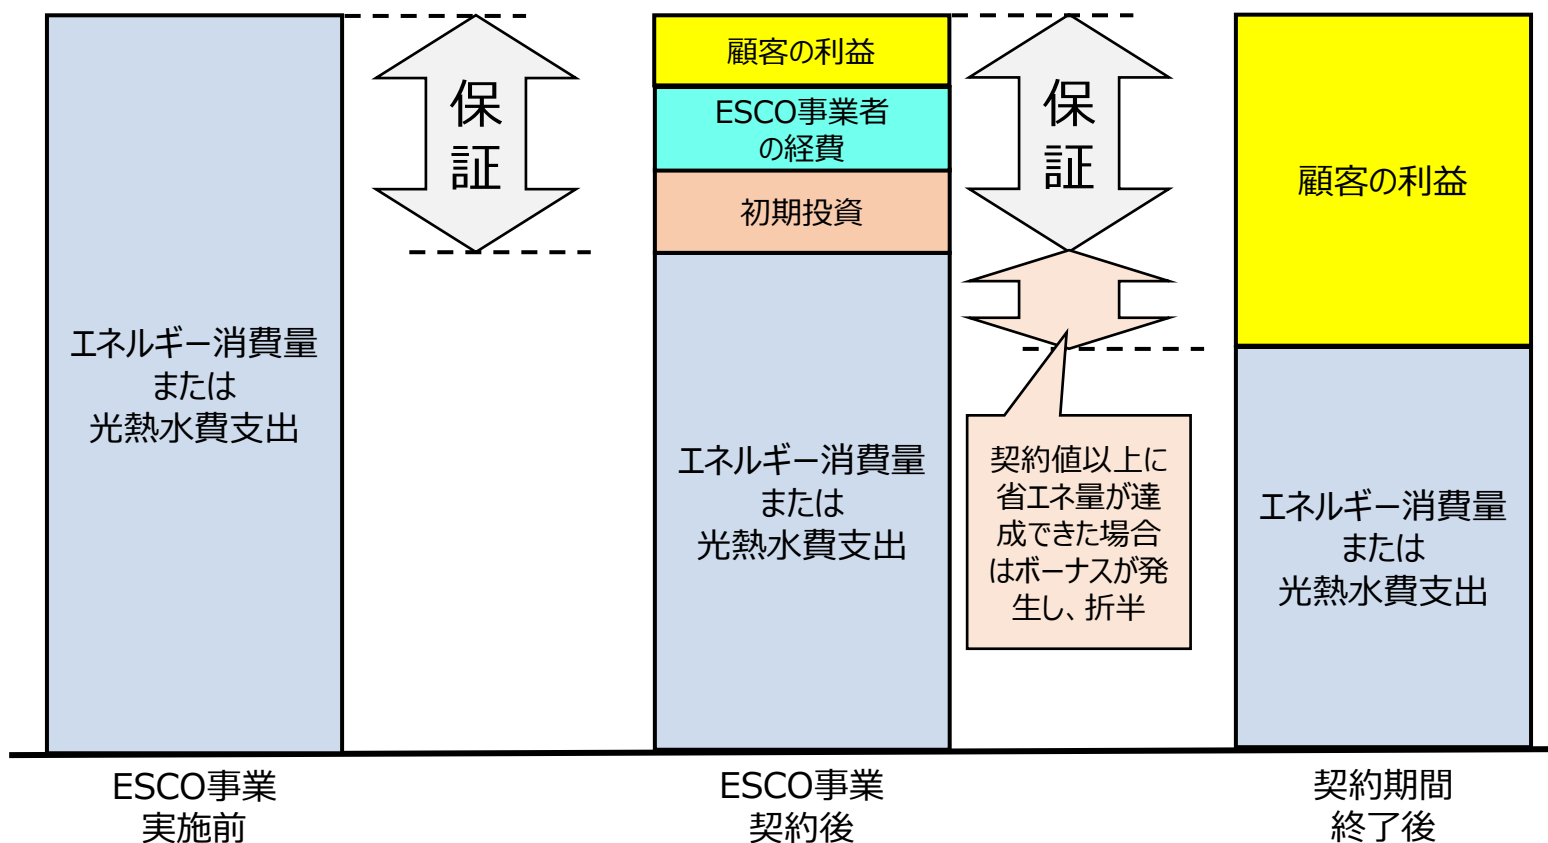 エネルギー消費量
または
光熱水費支出
保
証
顧客の利益
ESCO事業者
の経費
初期投資
エネルギー消費量
または
光熱水費支出
保
証
契約値以上に
省エネ量が達
成できた場合
はボーナスが発
生し、折半
顧客の利益
エネルギー消費量
または
光熱水費支出
ESCO事業
実施前
ESCO事業
契約後
契約期間
終了後